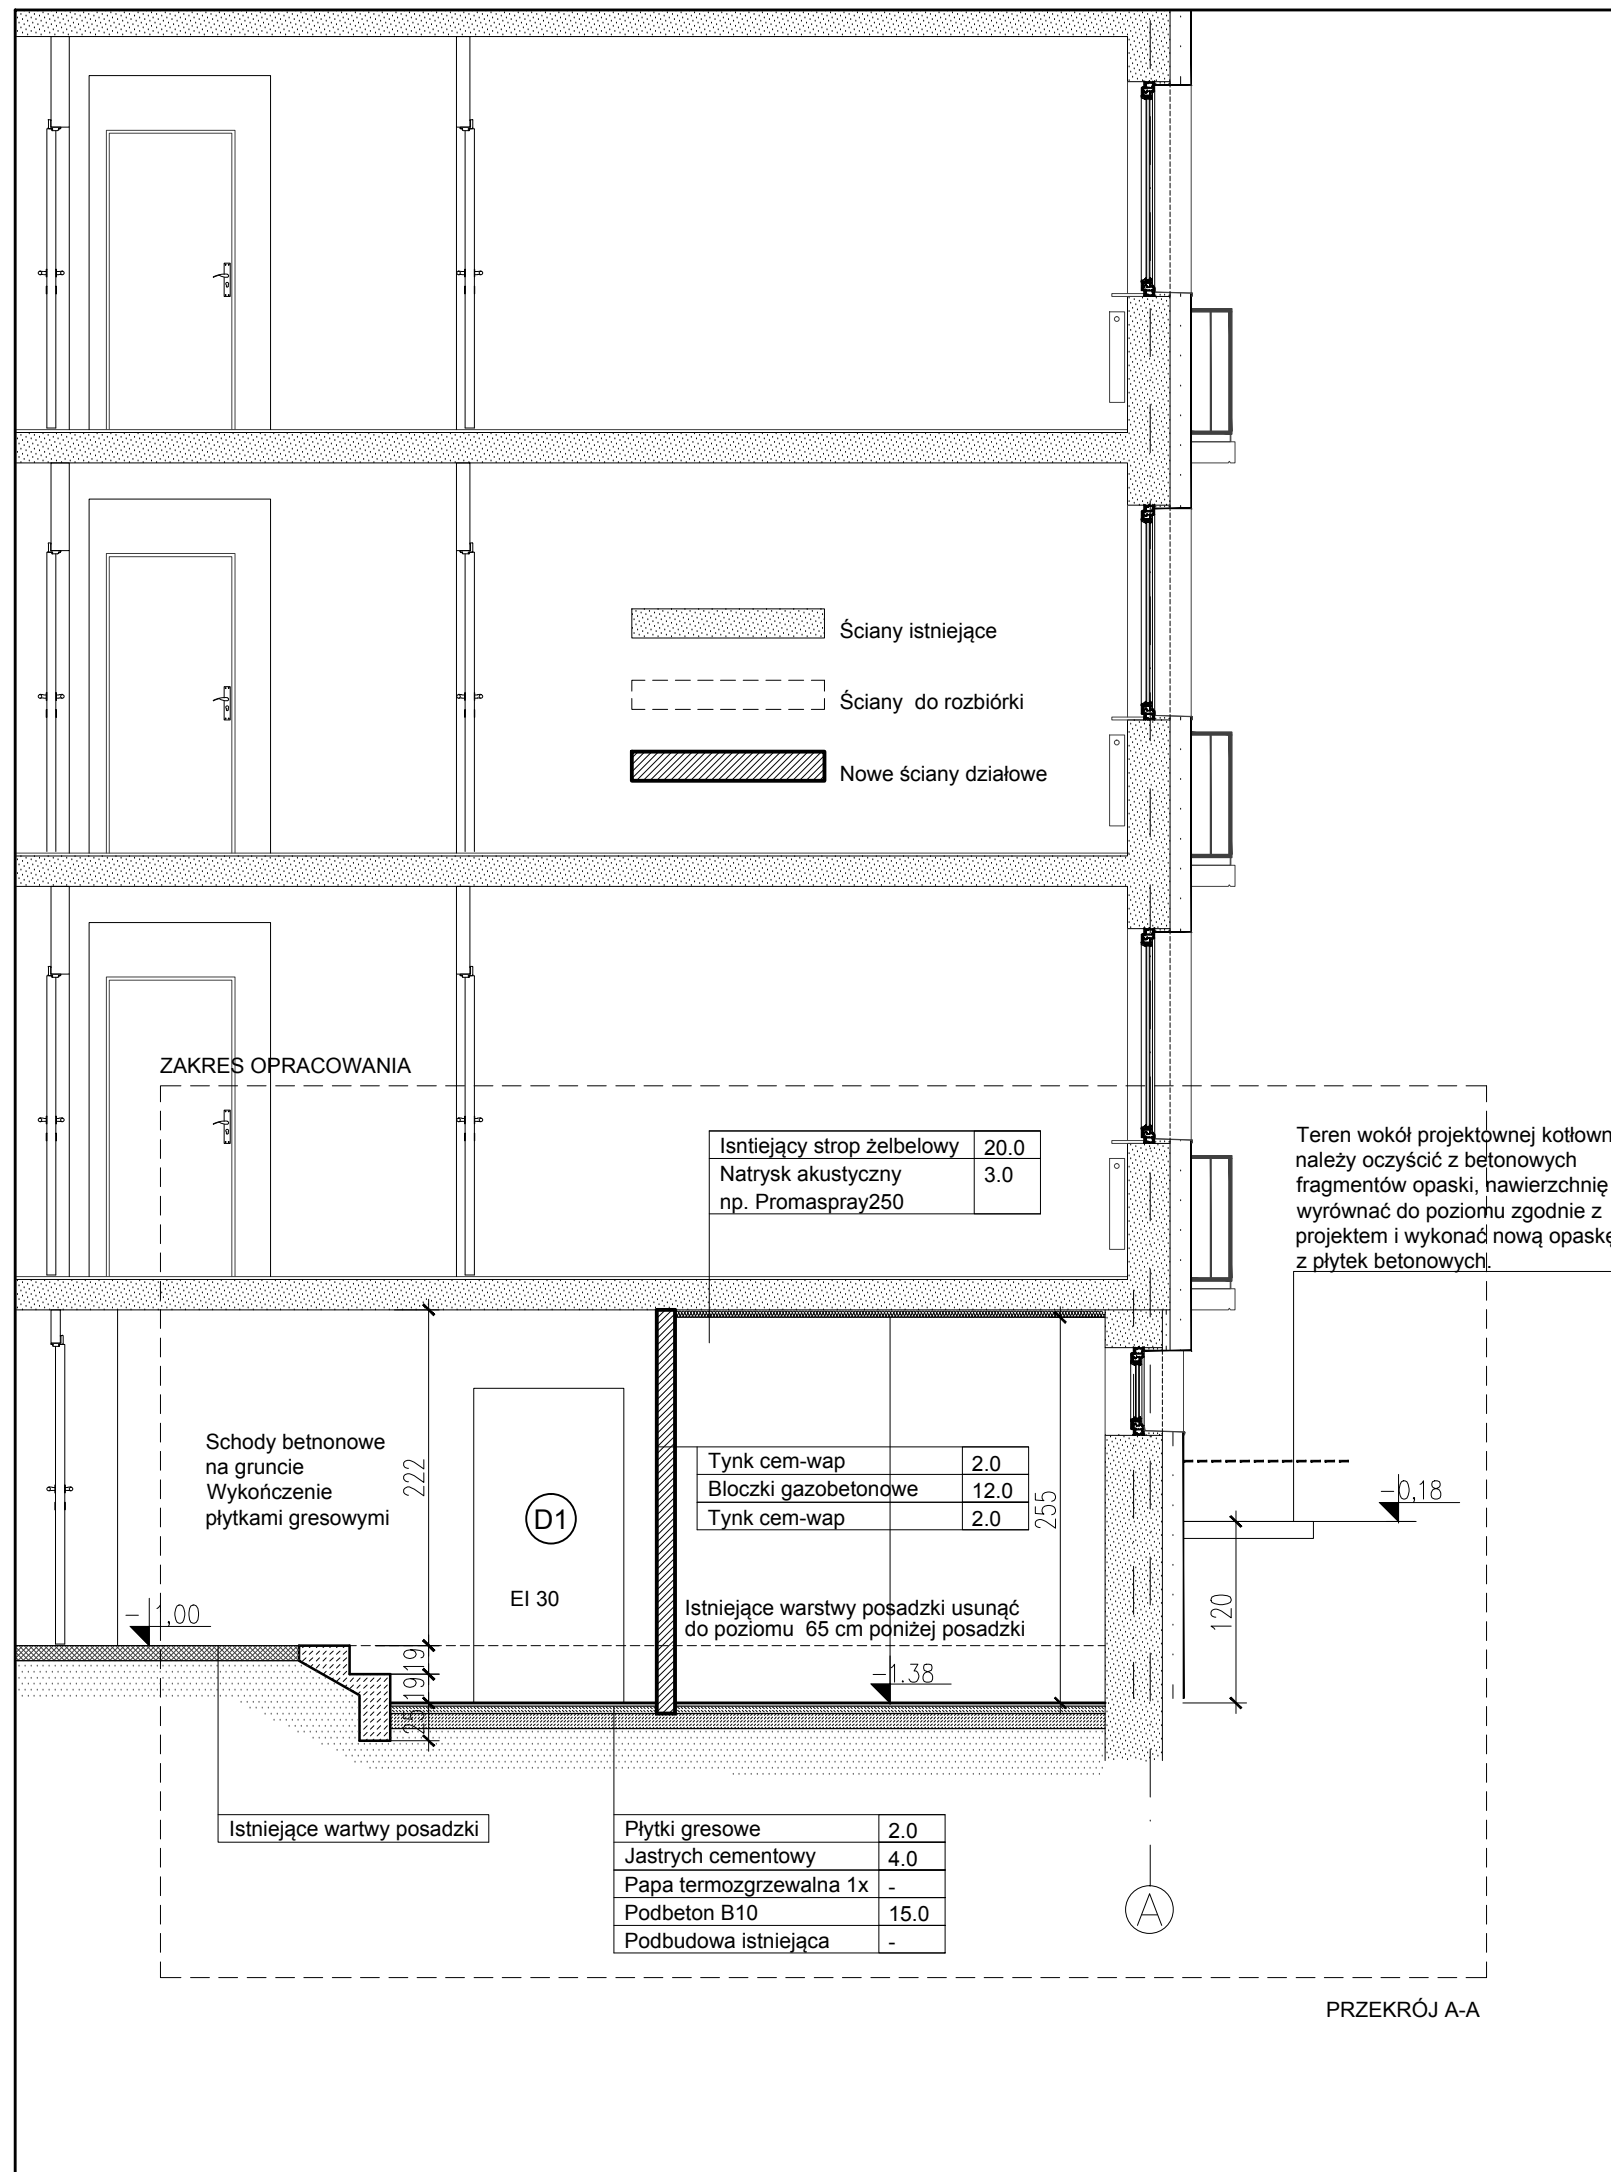 Ściany istniejące
Ściany do rozbiórki
Nowe ściany działowe
ZAKRES OPRACOWANIA
Isntiejący strop żelbelowy 20.0
Natrysk akustyczny 3.0
np. Promaspray250
Teren wokół projektownej kotłown
należy oczyścić z betonowych
fragmentów opaski, nawierzchnię
wyrównać do poziomu zgodnie z
projektem i wykonać nową opaskę
z płytek betonowych.
Schody betnonowe
na gruncie
Wykończenie
płytkami gresowymi
222
D1
EI 30
Tynk cem-wap 2.0
Bloczki gazobetonowe 12.0
Tynk cem-wap 2.0
255
-0,18
120
Istniejące warstwy posadzki usunąć
do poziomu 65 cm poniżej posadzki
- 1,00
-1.38
19
19
25
Istniejące wartwy posadzki
Płytki gresowe 2.0
Jastrych cementowy 4.0
Papa termozgrzewalna 1x -
Podbeton B10 15.0
Podbudowa istniejąca -
A
PRZEKRÓJ A-A